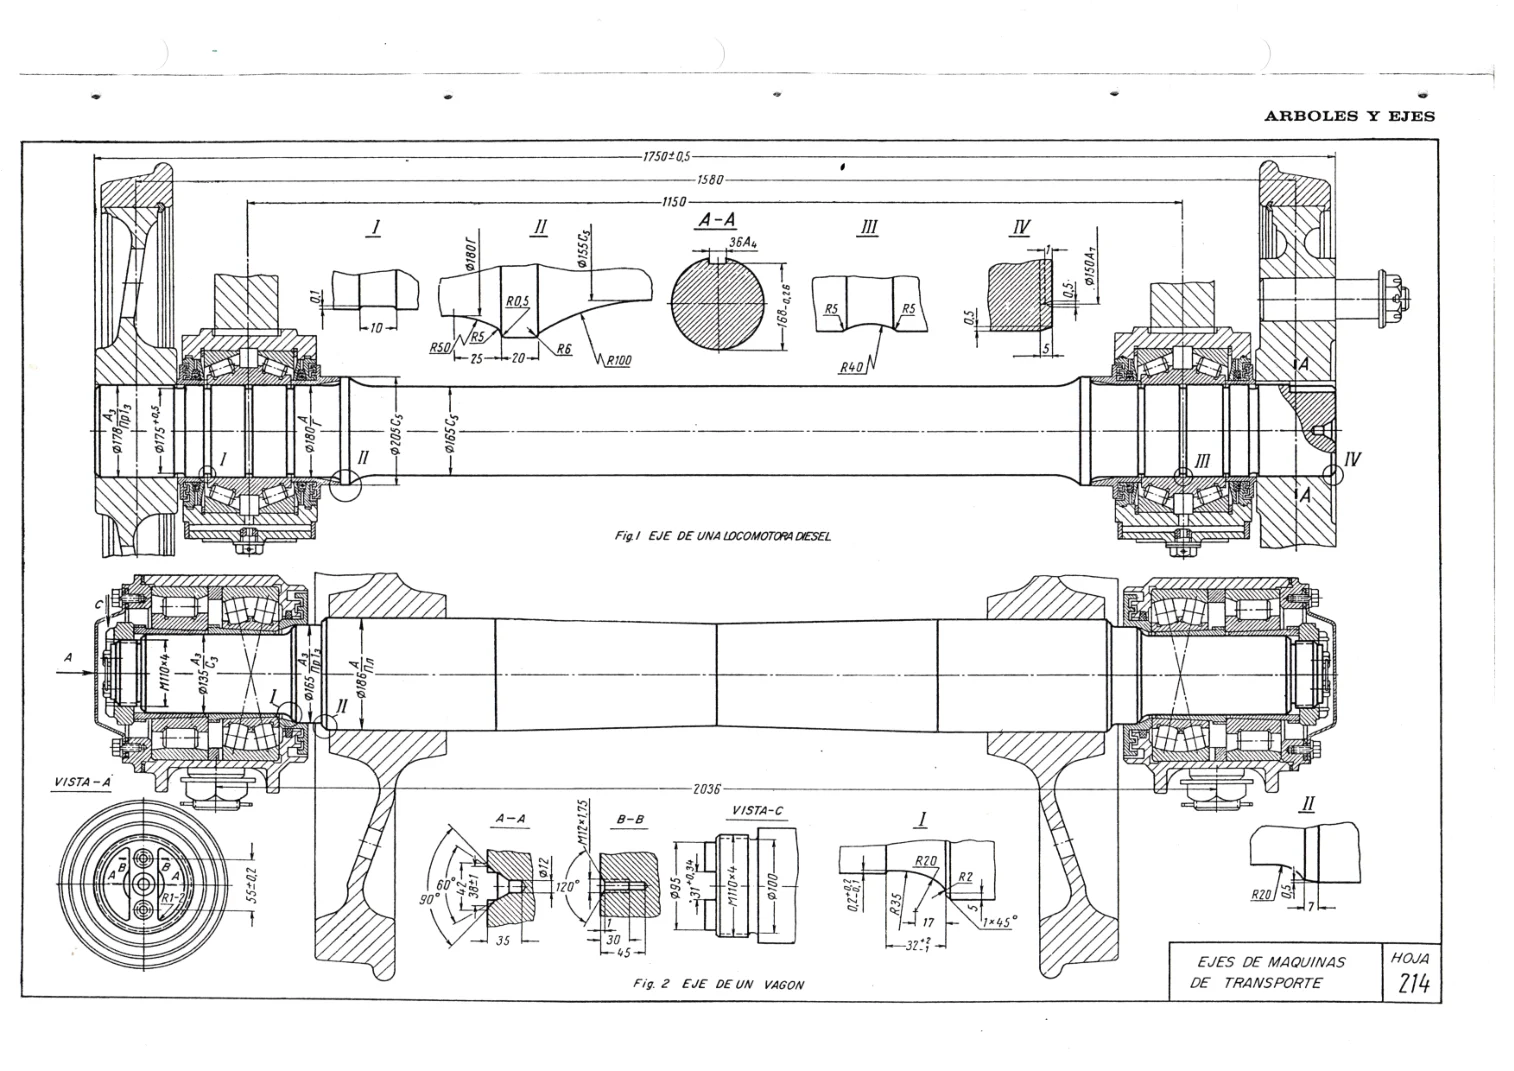 ARBOLES Y EJES
1750±0,5
1580
1150
I
II
A-A
III
IV
0,1
10
Ø180Г
Ø155C5
R0,5
R50
R5
25
20
R6
R100
36A4
168-0,28
R5
R5
R40
1
Ø150A7
0,5
0,5
5
Ø178 A3/Пр13
Ø175+0,5
Ø180 A/Г
Ø205C5
Ø165C5
I
II
III
IV
A
A
Fig.1 EJE DE UNA LOCOMOTORA DIESEL
C
A
M110×4
Ø135 A3/C3
Ø165 A3/Пр13
Ø186 A/Пл
I
II
2036
VISTA-A
B
B
A
A
R1-2
55±0,2
A-A
90°
60°
42
38±1
Ø12
35
B-B
M12×1,75
120°
1
30
45
VISTA-C
Ø95
31+0,34
M110×4
Ø100
I
R20
R2
R35
17
5
1×45°
II
R20
0,5
7
Fig. 2 EJE DE UN VAGON
EJES DE MAQUINAS
DE TRANSPORTE
HOJA
214